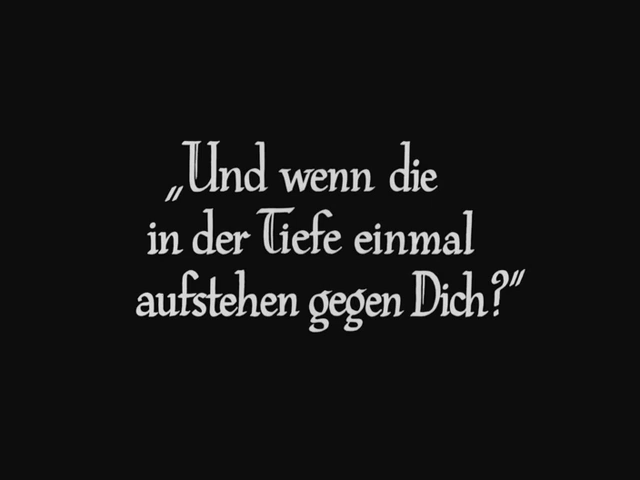 „Und wenn die
in der Tiefe einmal
aufstehen gegen Dich?“